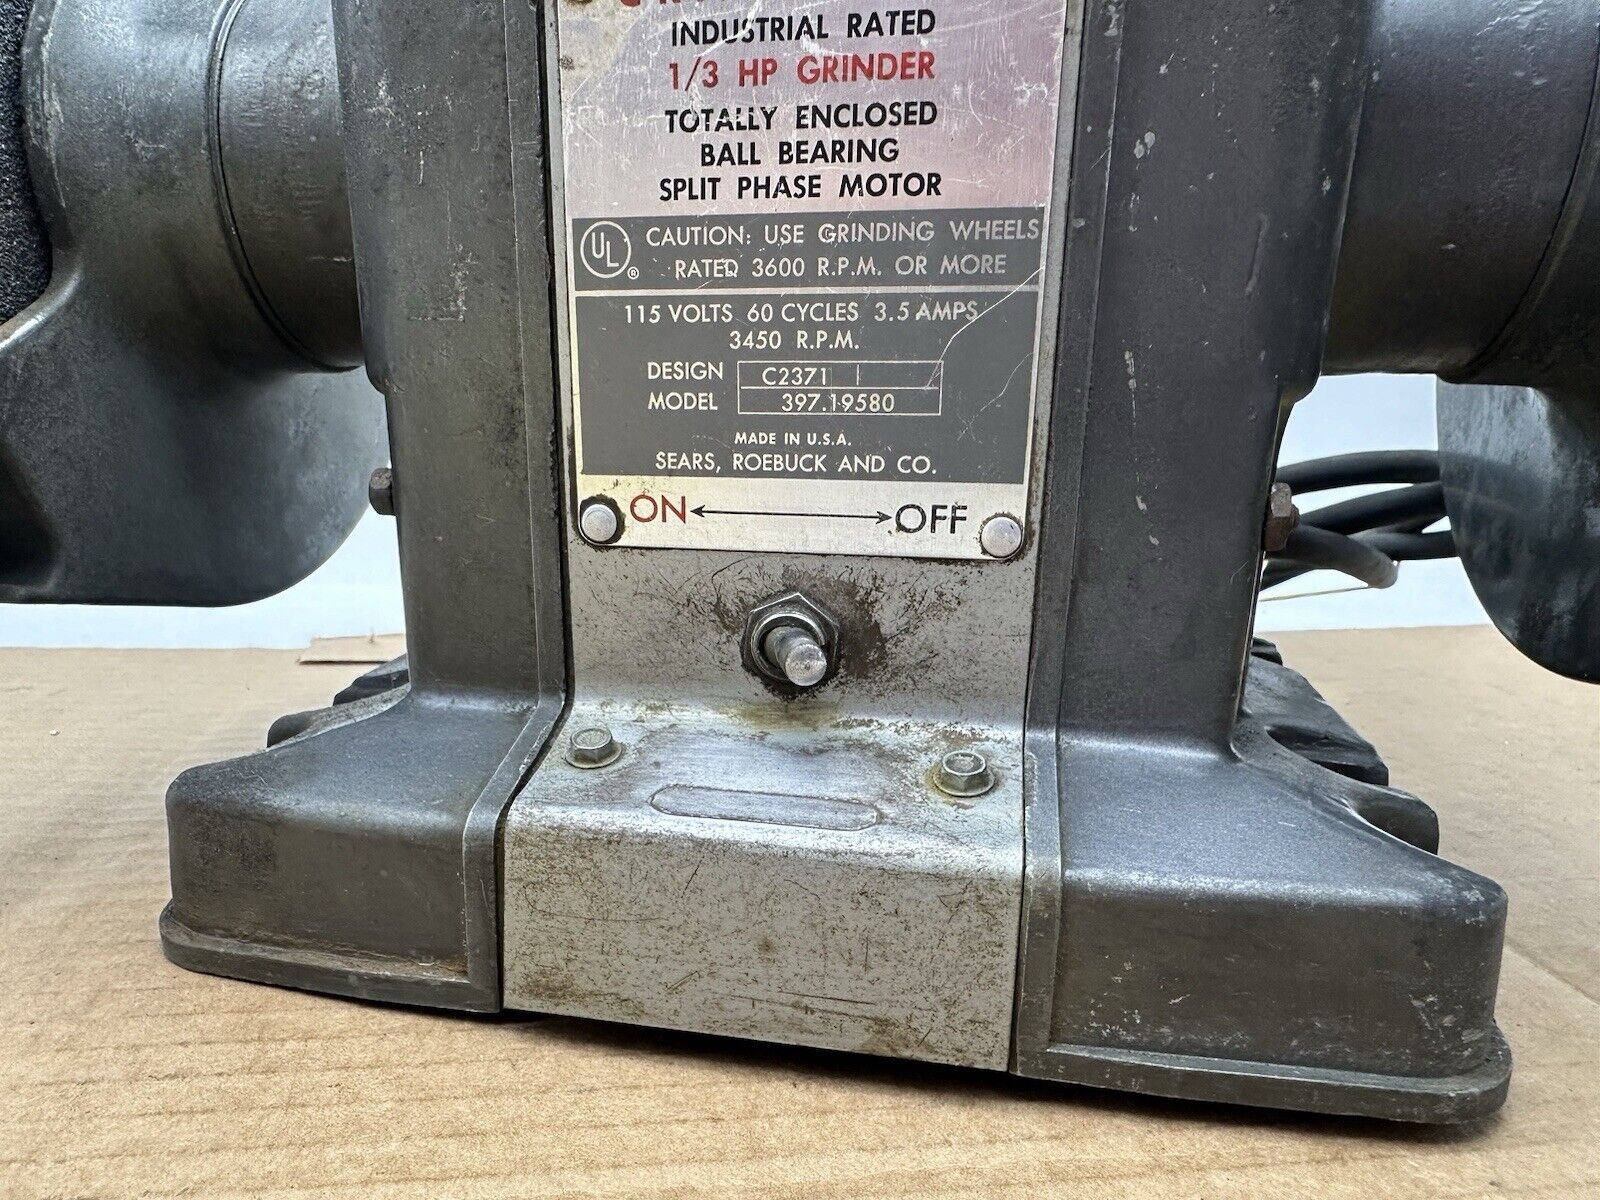 INDUSTRIAL RATED
1/3 HP GRINDER
TOTALLY ENCLOSED
BALL BEARING
SPLIT PHASE MOTOR
UL ® CAUTION: USE GRINDING WHEELS
RATED 3600 R.P.M. OR MORE
115 VOLTS 60 CYCLES 3.5 AMPS
3450 R.P.M.
DESIGN C2371
MODEL 397.19580
MADE IN U.S.A.
SEARS, ROEBUCK AND CO.
ON OFF